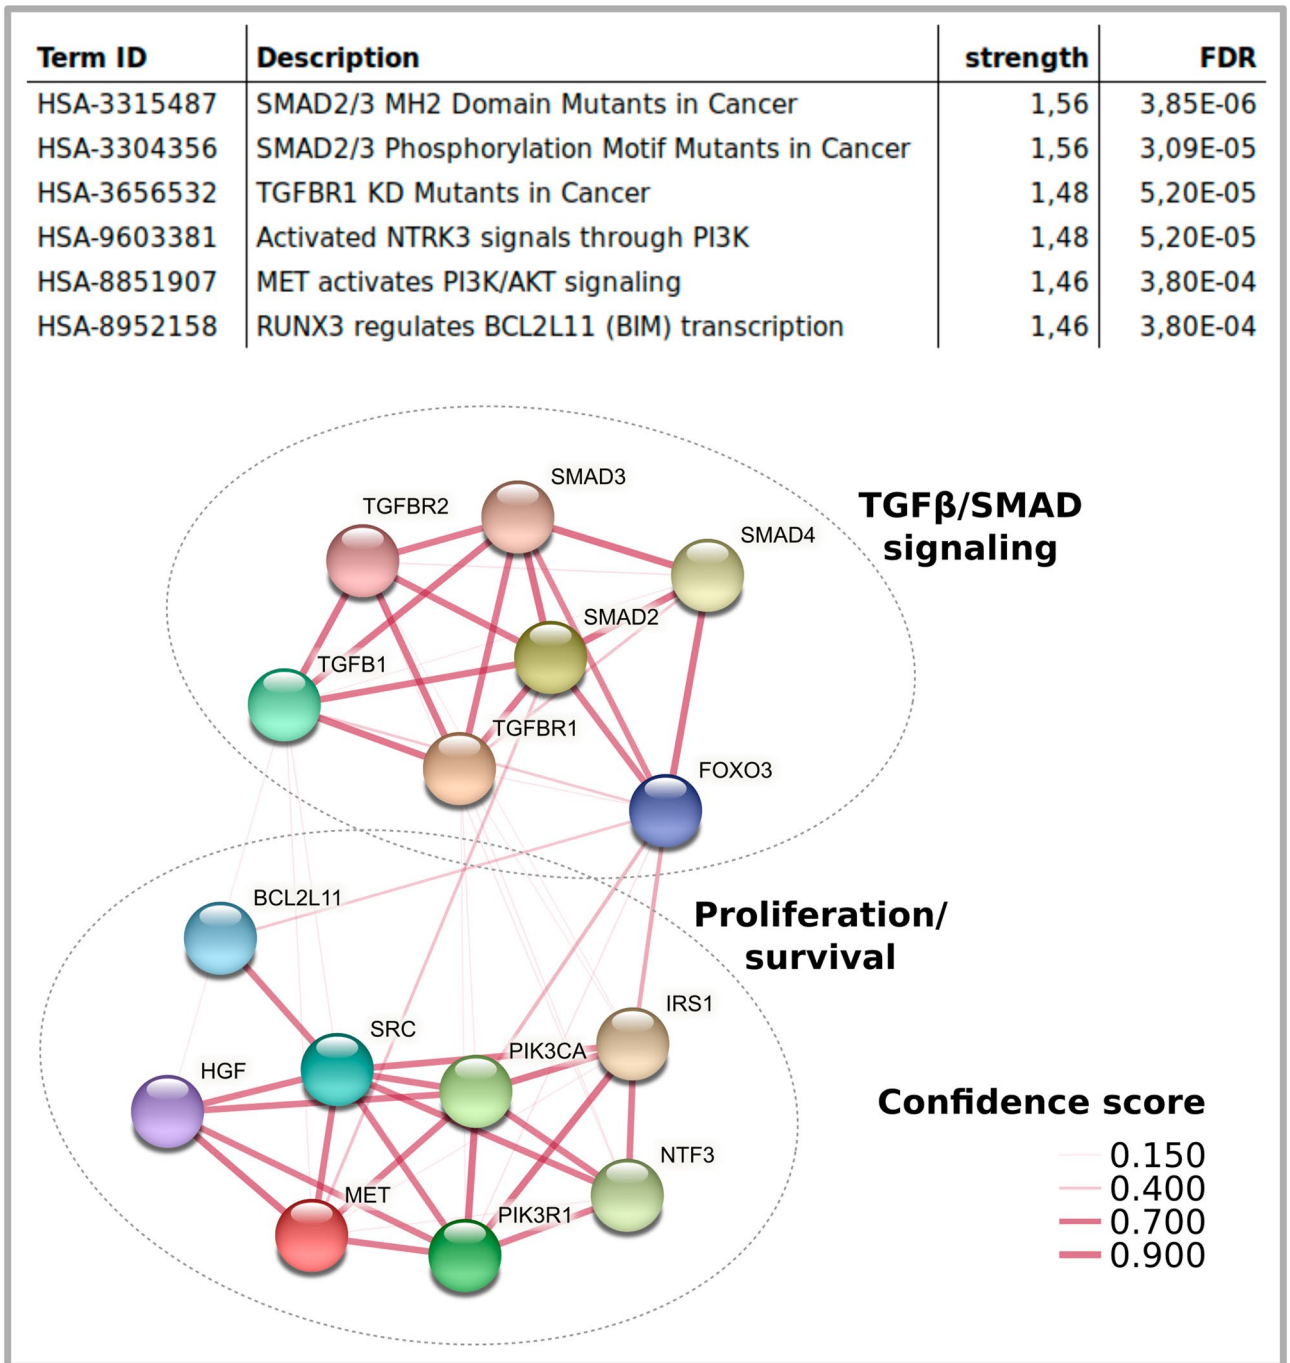 Term ID Description strength FDR
HSA-3315487 SMAD2/3 MH2 Domain Mutants in Cancer 1,56 3,85E-06
HSA-3304356 SMAD2/3 Phosphorylation Motif Mutants in Cancer 1,56 3,09E-05
HSA-3656532 TGFBR1 KD Mutants in Cancer 1,48 5,20E-05
HSA-9603381 Activated NTRK3 signals through PI3K 1,48 5,20E-05
HSA-8851907 MET activates PI3K/AKT signaling 1,46 3,80E-04
HSA-8952158 RUNX3 regulates BCL2L11 (BIM) transcription 1,46 3,80E-04
SMAD3
TGFBR2
TGFβ/SMAD
signaling
SMAD4
SMAD2
TGFB1
TGFBR1
FOXO3
BCL2L11
Proliferation/
survival
IRS1
SRC
PIK3CA
HGF
Confidence score
0.150
0.400
0.700
0.900
NTF3
MET
PIK3R1